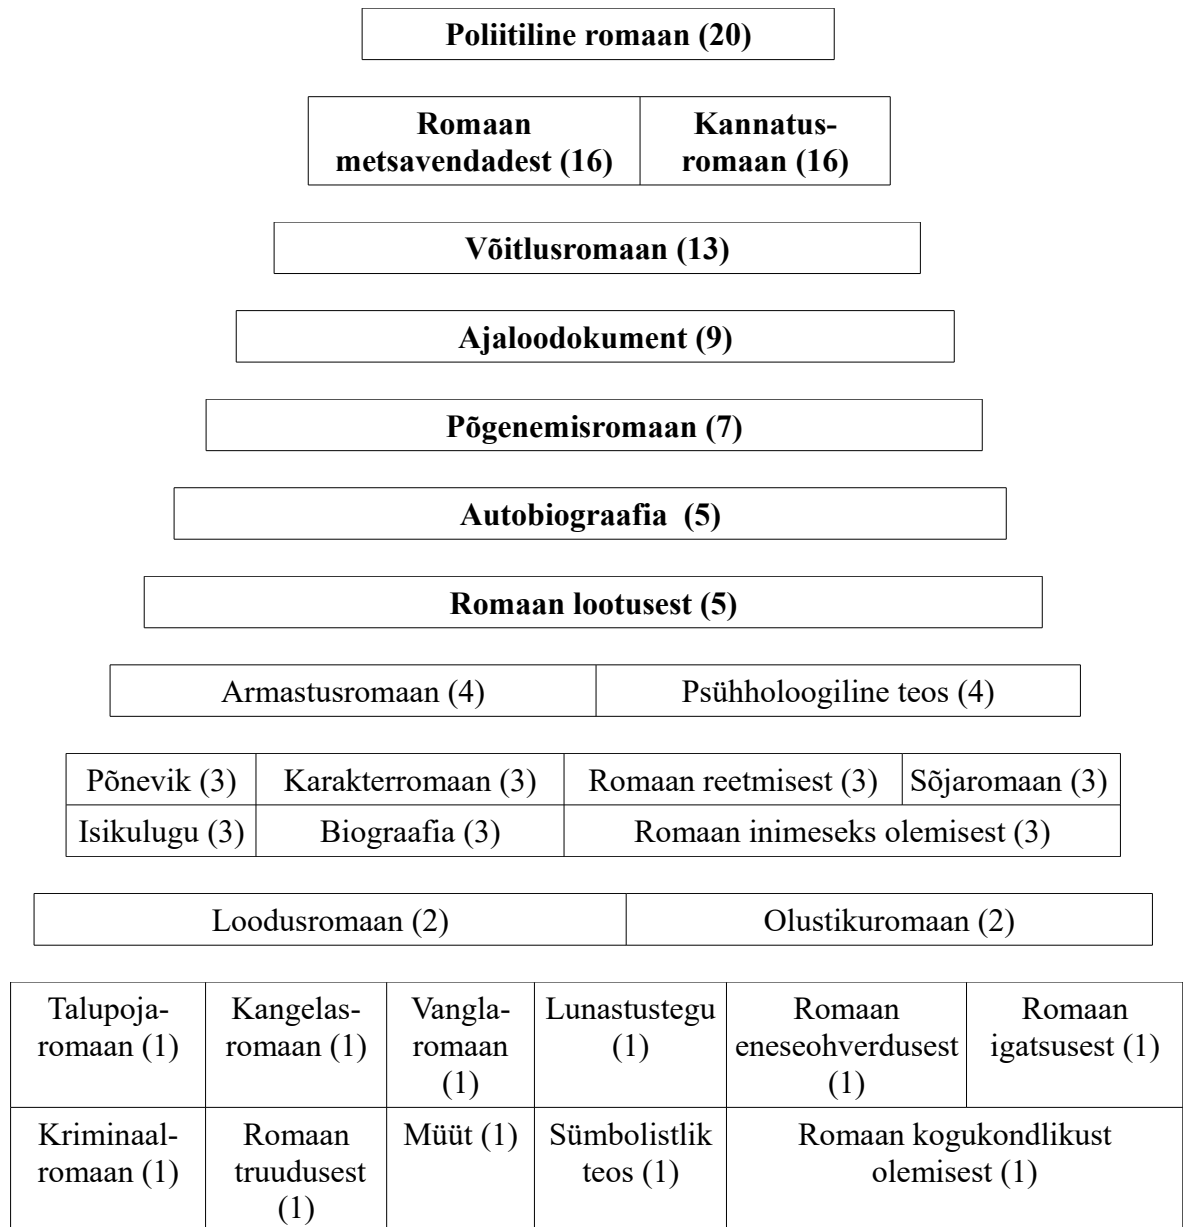 Poliitiline romaan (20)
Romaan
metsavendadest (16)
Kannatus-
romaan (16)
Võitlusromaan (13)
Ajaloodokument (9)
Põgenemisromaan (7)
Autobiograafia (5)
Romaan lootusest (5)
Armastusromaan (4)
Psühholoogiline teos (4)
Põnevik (3)
Karakterromaan (3)
Romaan reetmisest (3)
Sõjaromaan (3)
Isikulugu (3)
Biograafia (3)
Romaan inimeseks olemisest (3)
Loodusromaan (2)
Olustikuromaan (2)
Talupoja-
romaan (1)
Kangelas-
romaan (1)
Vangla-
romaan
(1)
Lunastustegu
(1)
Romaan
eneseohverdusest
(1)
Romaan
igatsusest (1)
Kriminaal-
romaan (1)
Romaan
truudusest
(1)
Müüt (1)
Sümbolistlik
teos (1)
Romaan kogukondlikust
olemisest (1)